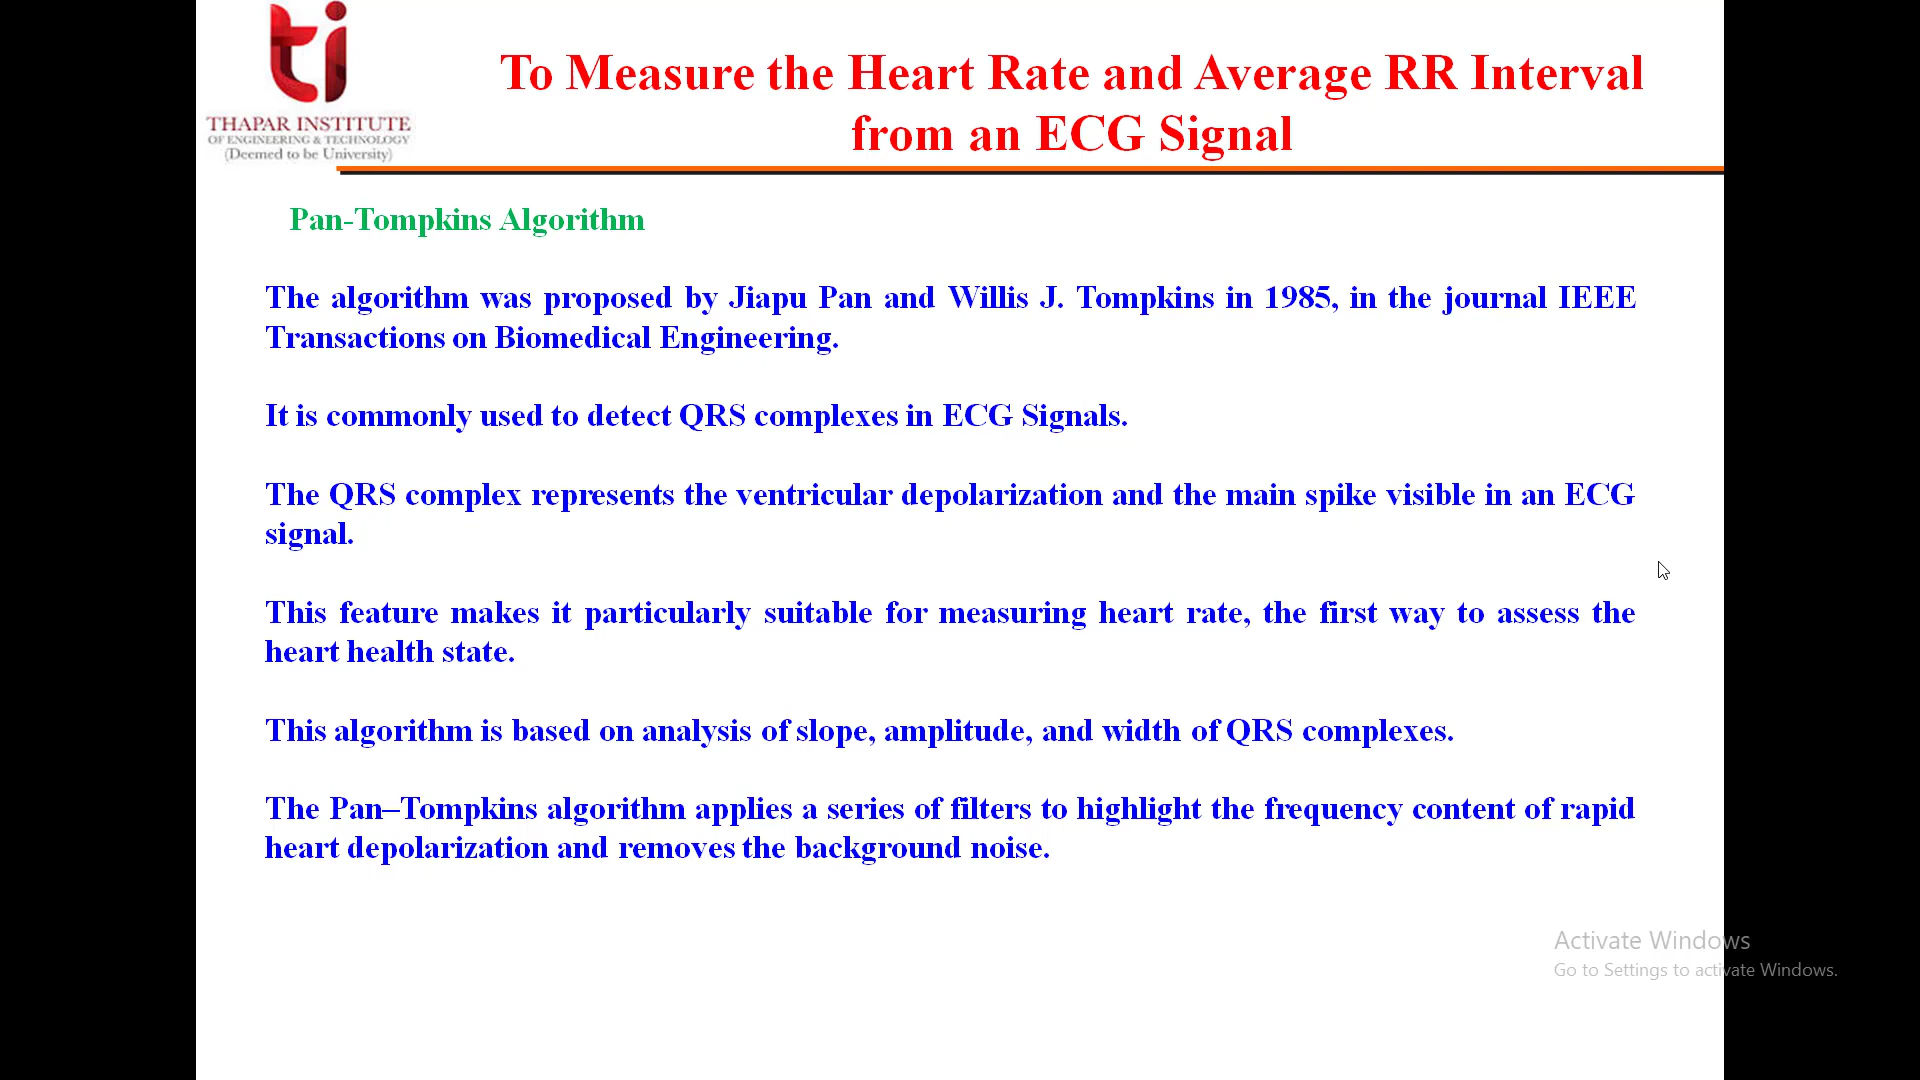 ti
THAPAR INSTITUTE
OF ENGINEERING & TECHNOLOGY
(Deemed to be University)
To Measure the Heart Rate and Average RR Interval
from an ECG Signal
Pan-Tompkins Algorithm
The algorithm was proposed by Jiapu Pan and Willis J. Tompkins in 1985, in the journal IEEE
Transactions on Biomedical Engineering.
It is commonly used to detect QRS complexes in ECG Signals.
The QRS complex represents the ventricular depolarization and the main spike visible in an ECG
signal.
This feature makes it particularly suitable for measuring heart rate, the first way to assess the
heart health state.
This algorithm is based on analysis of slope, amplitude, and width of QRS complexes.
The Pan–Tompkins algorithm applies a series of filters to highlight the frequency content of rapid
heart depolarization and removes the background noise.
Activate Windows
Go to Settings to activate Windows.